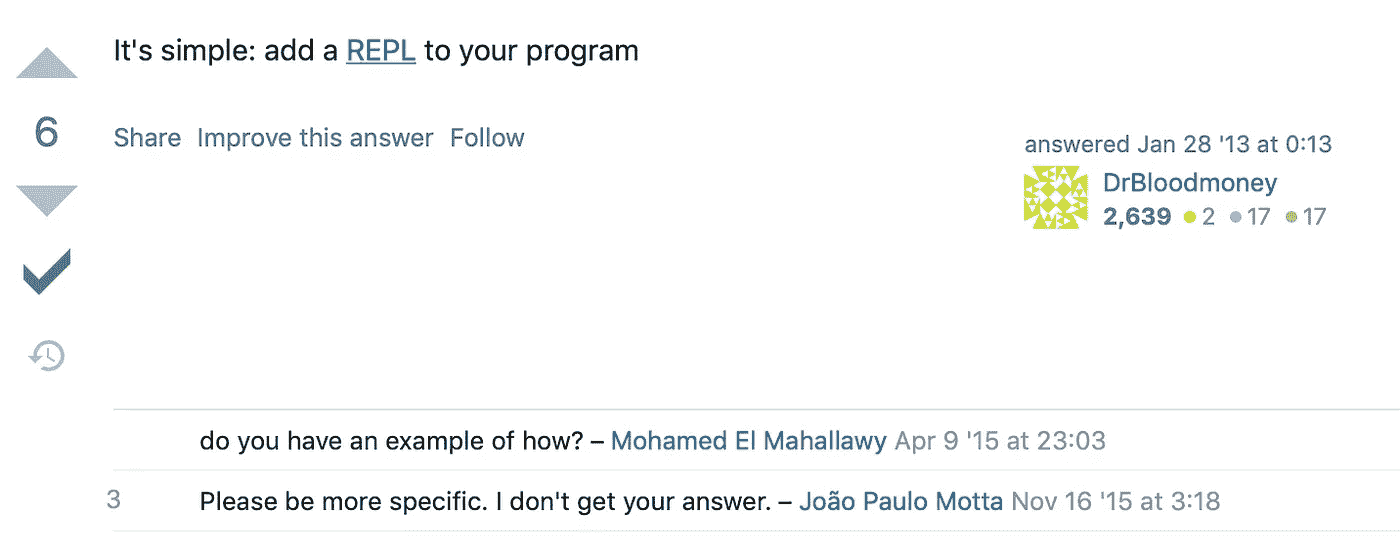 It's simple: add a REPL to your program
6
Share Improve this answer Follow
answered Jan 28 '13 at 0:13
DrBloodmoney
2,639 ● 2 ● 17 ● 17
do you have an example of how? – Mohamed El Mahallawy Apr 9 '15 at 23:03
3 Please be more specific. I don't get your answer. – João Paulo Motta Nov 16 '15 at 3:18